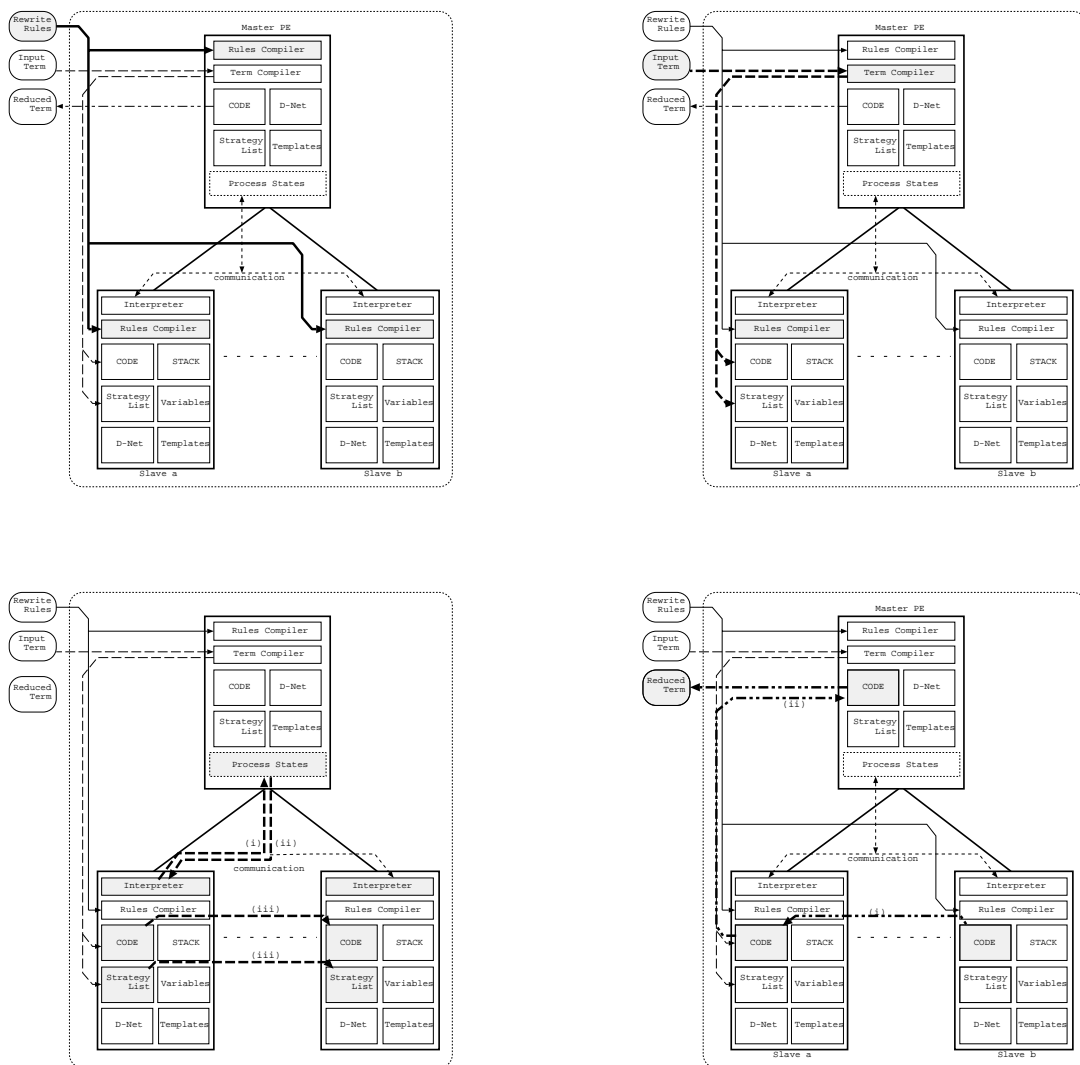 Rewrite
Rules
Input
Term
Reduced
Term
Master PE
Rules Compiler
Term Compiler
CODE D-Net
Strategy
List
Templates
Process States
communication
Interpreter
Rules Compiler
CODE STACK
Strategy
List
Variables
D-Net Templates
Slave a
- - - - - - - -
Interpreter
Rules Compiler
CODE STACK
Strategy
List
Variables
D-Net Templates
Slave b
Rewrite
Rules
Input
Term
Reduced
Term
Master PE
Rules Compiler
Term Compiler
CODE D-Net
Strategy
List
Templates
Process States
communication
Interpreter
Rules Compiler
CODE STACK
Strategy
List
Variables
D-Net Templates
Slave a
- - - - - - - -
Interpreter
Rules Compiler
CODE STACK
Strategy
List
Variables
D-Net Templates
Slave b
Rewrite
Rules
Input
Term
Reduced
Term
Rules Compiler
Term Compiler
CODE D-Net
Strategy
List
Templates
Process States
(i) (ii)
communication
Interpreter
Rules Compiler
CODE STACK
Strategy
List
Variables
D-Net Templates
(iii)
- - - - - - - -
(iii)
Interpreter
Rules Compiler
CODE STACK
Strategy
List
Variables
D-Net Templates
Rewrite
Rules
Input
Term
Reduced
Term
Master PE
Rules Compiler
Term Compiler
CODE D-Net
(ii)
Strategy
List
Templates
Process States
communication
Interpreter
Rules Compiler
(i)
CODE STACK
Strategy
List
Variables
D-Net Templates
Slave a
- - - - - - - -
Interpreter
Rules Compiler
CODE STACK
Strategy
List
Variables
D-Net Templates
Slave b